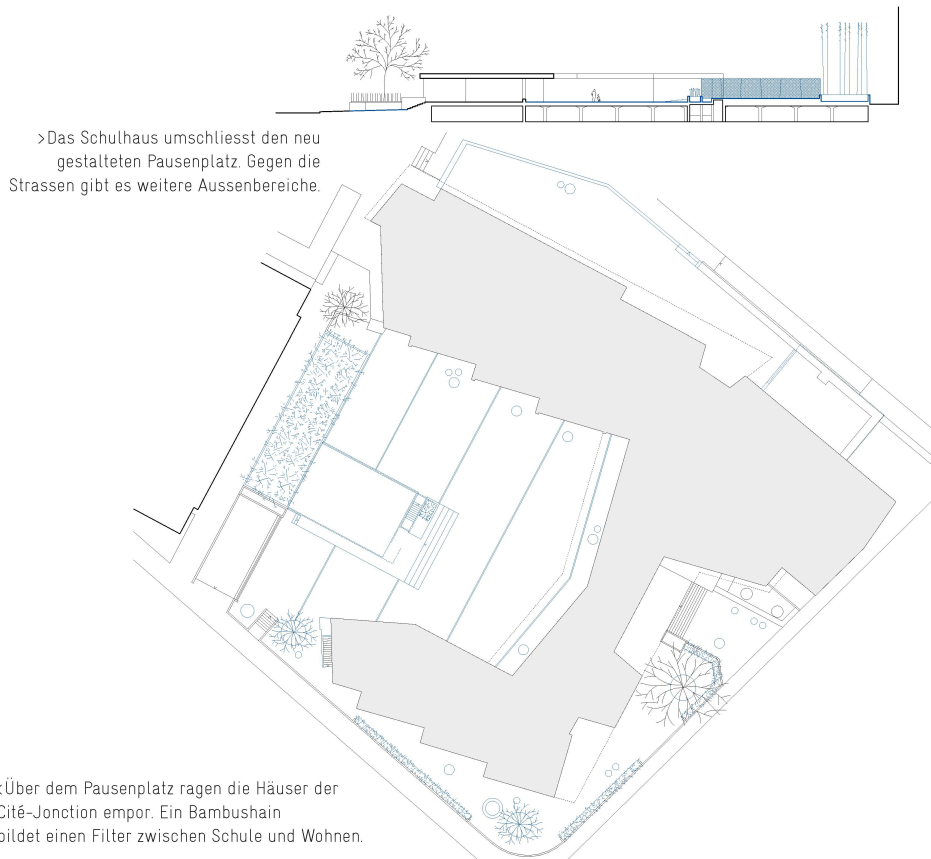 >Das Schulhaus umschliesst den neu
gestalteten Pausenplatz. Gegen die
Strassen gibt es weitere Aussenbereiche.
<Über dem Pausenplatz ragen die Häuser der
Cité-Jonction empor. Ein Bambushain
bildet einen Filter zwischen Schule und Wohnen.